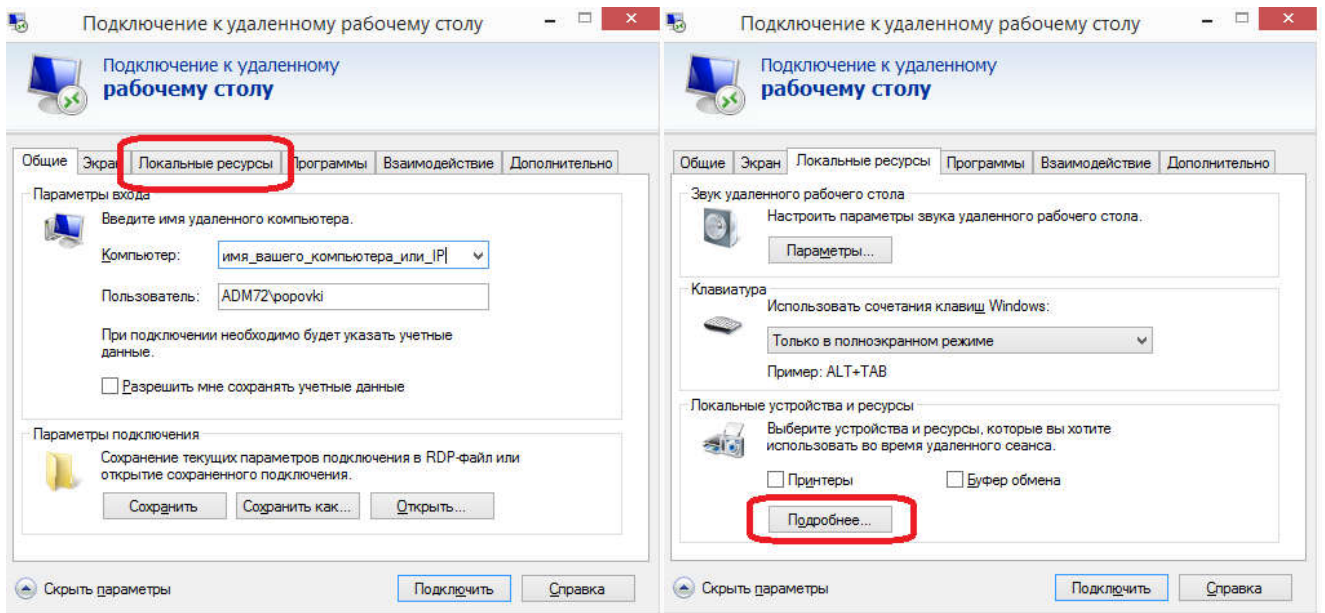 Подключение к удаленному рабочему столу
Подключение к удаленному
рабочему столу
Общие Экран Локальные ресурсы Программы Взаимодействие Дополнительно
Параметры входа
Введите имя удаленного компьютера.
Компьютер: имя_вашего_компьютера_или_IP
Пользователь: ADM72\popovki
При подключении необходимо будет указать учетные
данные.
Разрешить мне сохранять учетные данные
Параметры подключения
Сохранение текущих параметров подключения в RDP-файл или
открытие сохраненного подключения.
Сохранить Сохранить как... Открыть...
Скрыть параметры Подключить Справка
Подключение к удаленному рабочему столу
Подключение к удаленному
рабочему столу
Общие Экран Локальные ресурсы Программы Взаимодействие Дополнительно
Звук удаленного рабочего стола
Настроить параметры звука удаленного рабочего стола.
Параметры...
Клавиатура
Использовать сочетания клавиш Windows:
Только в полноэкранном режиме
Пример: ALT+TAB
Локальные устройства и ресурсы
Выберите устройства и ресурсы, которые вы хотите
использовать во время удаленного сеанса.
Принтеры Буфер обмена
Подробнее...
Скрыть параметры Подключить Справка